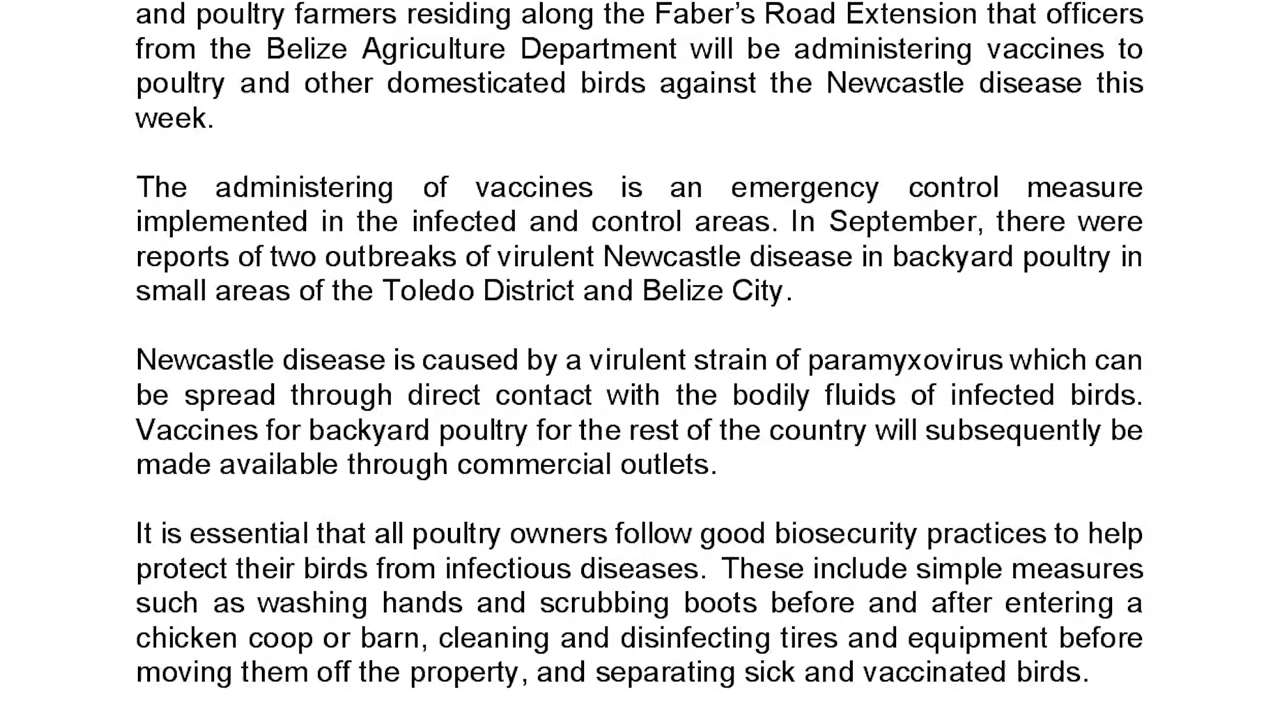 and poultry farmers residing along the Faber’s Road Extension that officers
from the Belize Agriculture Department will be administering vaccines to
poultry and other domesticated birds against the Newcastle disease this
week.
The administering of vaccines is an emergency control measure
implemented in the infected and control areas. In September, there were
reports of two outbreaks of virulent Newcastle disease in backyard poultry in
small areas of the Toledo District and Belize City.
Newcastle disease is caused by a virulent strain of paramyxovirus which can
be spread through direct contact with the bodily fluids of infected birds.
Vaccines for backyard poultry for the rest of the country will subsequently be
made available through commercial outlets.
It is essential that all poultry owners follow good biosecurity practices to help
protect their birds from infectious diseases. These include simple measures
such as washing hands and scrubbing boots before and after entering a
chicken coop or barn, cleaning and disinfecting tires and equipment before
moving them off the property, and separating sick and vaccinated birds.